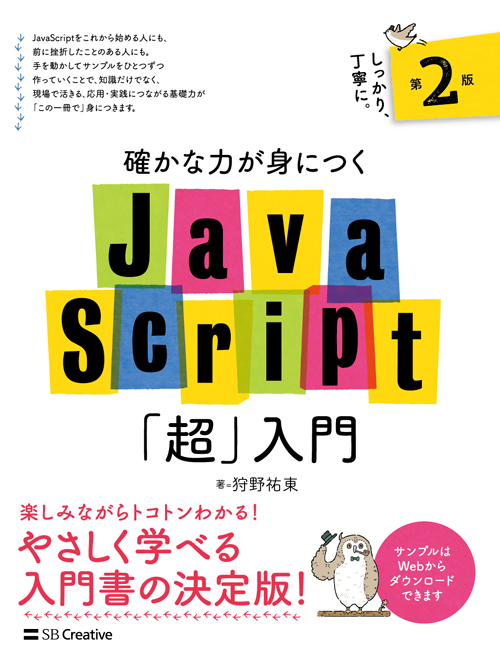 JavaScriptをこれから始める人にも、
前に挫折したことのある人にも。
手を動かしてサンプルをひとつずつ
作っていくことで、知識だけでなく、
現場で活きる、応用・実践につながる基礎力が
「この一冊で」身につきます。
しっかり、
丁寧に。
第2版
確かな力が身につく
Java
Script
「超」入門
著=狩野祐東
楽しみながらトコトンわかる!
やさしく学べる
入門書の決定版!
サンプルは
Webから
ダウンロード
できます
SB Creative